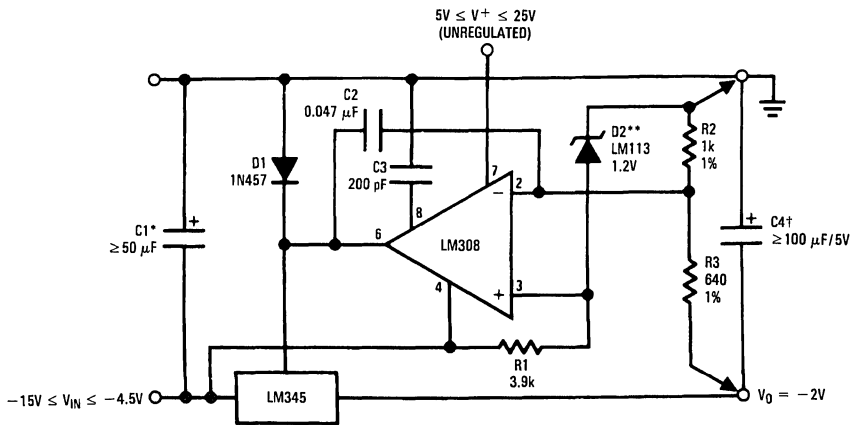 5V ≤ V⁺ ≤ 25V
(UNREGULATED)
C2
0.047 μF
D1
1N457
C3
200 pF
D2**
LM113
1.2V
R2
1k
1%
C1*
≥ 50 μF
+
7
8
6
2
−
LM308
4
+
3
C4†
≥ 100 μF/5V
+
R3
640
1%
R1
3.9k
−15V ≤ VIN ≤ −4.5V
LM345
VO = −2V